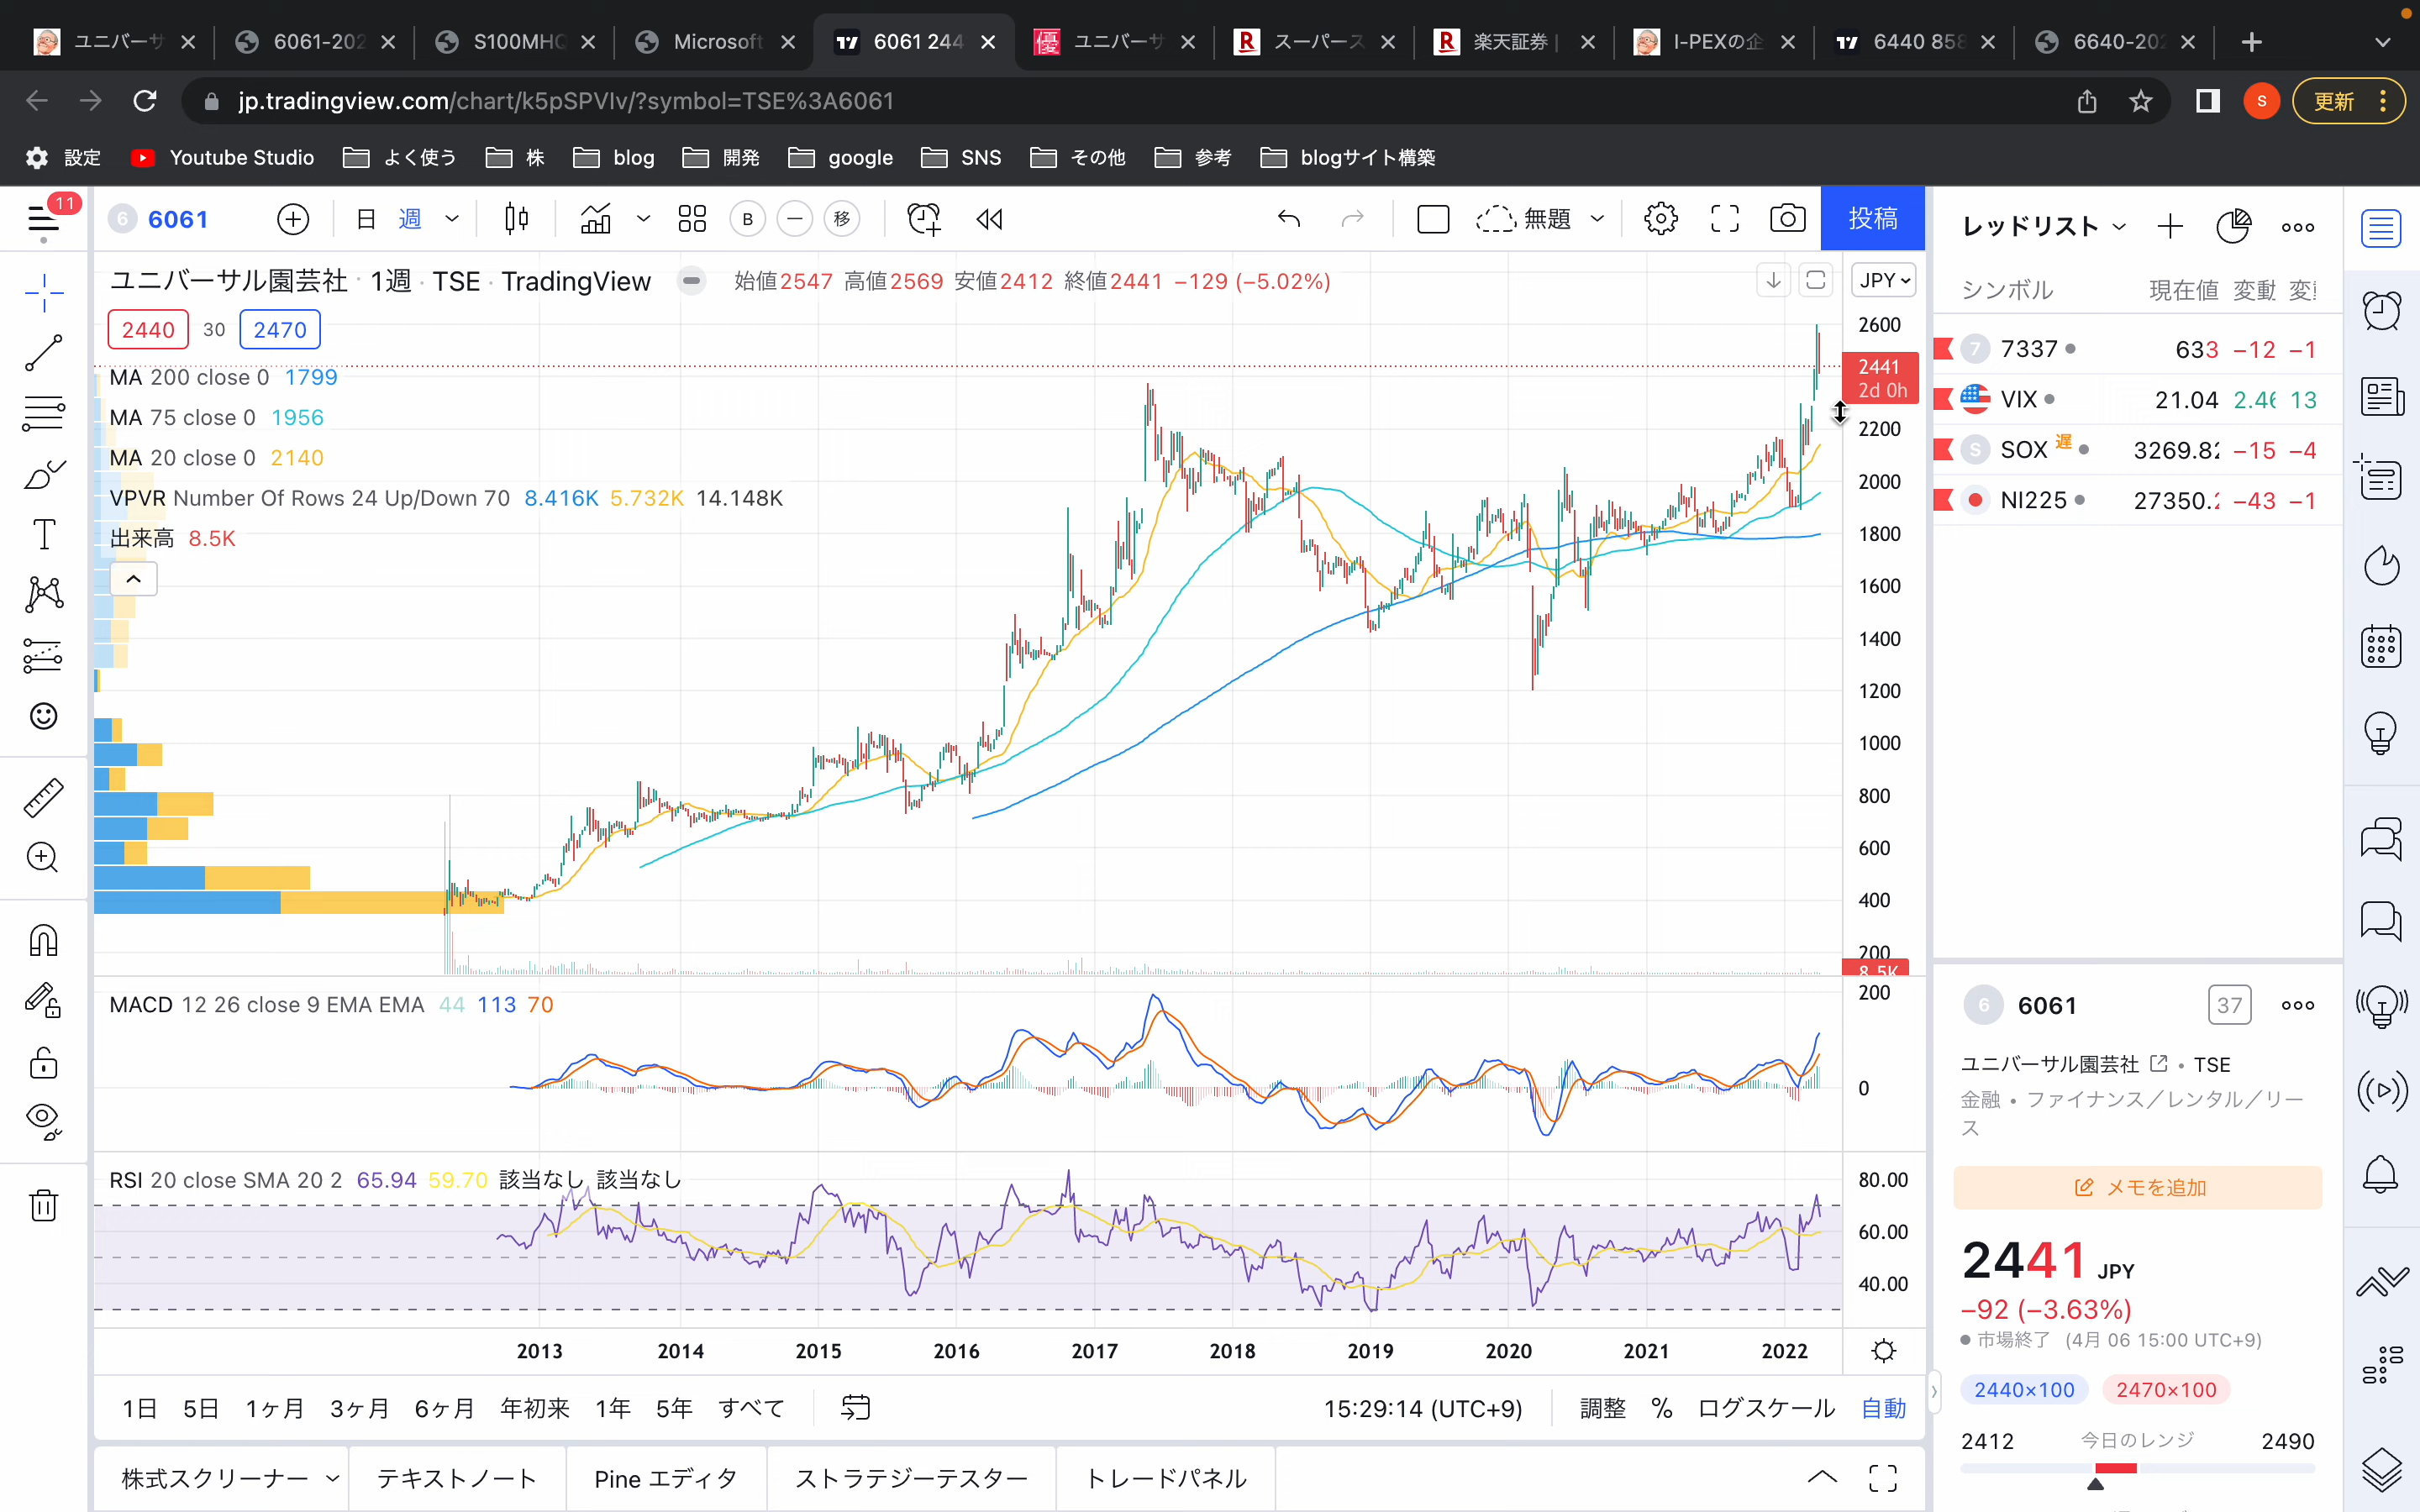 ユニバーサ 6061-202 S100MHC Microsoft 6061 244 ユニバーサ スーパース 楽天証券 | I-PEXの企 6440 858 6640-202
jp.tradingview.com/chart/k5pSPVIv/?symbol=TSE%3A6061 S 更新
設定 Youtube Studio よく使う 株 blog 開発 google SNS その他 参考 blogサイト構築
11 6 6061 日 週 B 移 無題 投稿
レッドリスト
ユニバーサル園芸社 · 1週 · TSE · TradingView 始値2547 高値2569 安値2412 終値2441 −129 (−5.02%) JPY
シンボル 現在値 変動
2440 30 2470
MA 200 close 0 1799
MA 75 close 0 1956
MA 20 close 0 2140
VPVR Number Of Rows 24 Up/Down 70 8.416K 5.732K 14.148K
出来高 8.5K
2600
2441
2d 0h
2200
2000
1800
1600
1400
1200
1000
800
600
400
200
8.5K
7 7337 633 −12 −1
VIX 21.04 2.4 13
S SOX 遅 3269.8 −15 −4
NI225 27350. −43 −1
MACD 12 26 close 9 EMA EMA 44 113 70
200
0
RSI 20 close SMA 20 2 65.94 59.70 該当なし 該当なし
80.00
60.00
40.00
2013 2014 2015 2016 2017 2018 2019 2020 2021 2022
1日 5日 1ヶ月 3ヶ月 6ヶ月 年初来 1年 5年 すべて 15:29:14 (UTC+9) 調整 % ログスケール 自動
株式スクリーナー テキストノート Pine エディタ ストラテジーテスター トレードパネル
6 6061 37
ユニバーサル園芸社 • TSE
金融 • ファイナンス／レンタル／リー
ス
メモを追加
2441 JPY
−92 (−3.63%)
市場終了 (4月 06 15:00 UTC+9)
2440×100 2470×100
2412 今日のレンジ 2490